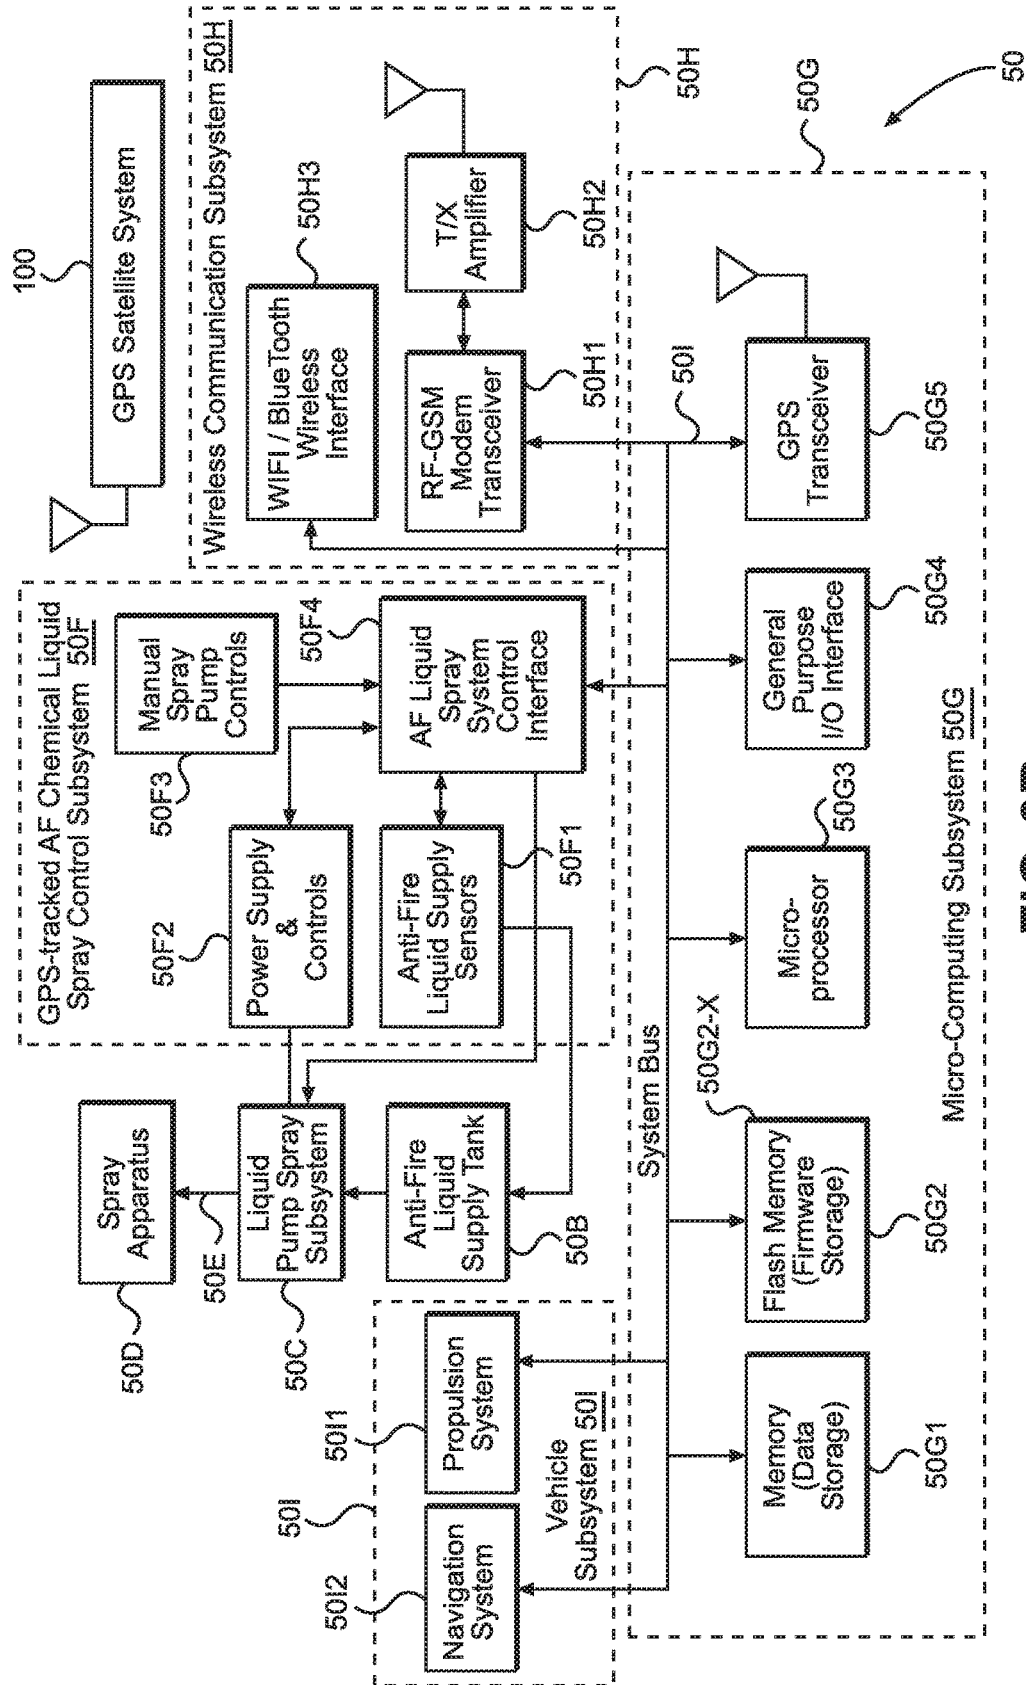 100
GPS Satellite System
GPS-tracked AF Chemical Liquid
Spray Control Subsystem 50F
Wireless Communication Subsystem 50H
50D
Spray
Apparatus
50E
50F2
50F3
Manual
Spray
Pump
Controls
50F4
WIFI / BlueTooth
Wireless
Interface
50H3
50C
Liquid
Pump Spray
Subsystem
Power Supply
&
Controls
AF Liquid
Spray
System
Control
Interface
RF-GSM
Modem
Transceiver
50H1
T/X
Amplifier
50H2
50I
50I1
50I2
Navigation
System
Propulsion
System
Vehicle
Subsystem 50I
Anti-Fire
Liquid
Supply Tank
50B
Anti-Fire
Liquid Supply
Sensors
50F1
50H
System Bus
50I
50G
50G2-X
Memory
(Data
Storage)
50G1
Flash Memory
(Firmware
Storage)
50G2
Micro-
processor
50G3
General
Purpose
I/O Interface
50G4
GPS
Transceiver
50G5
Micro-Computing Subsystem 50G
50